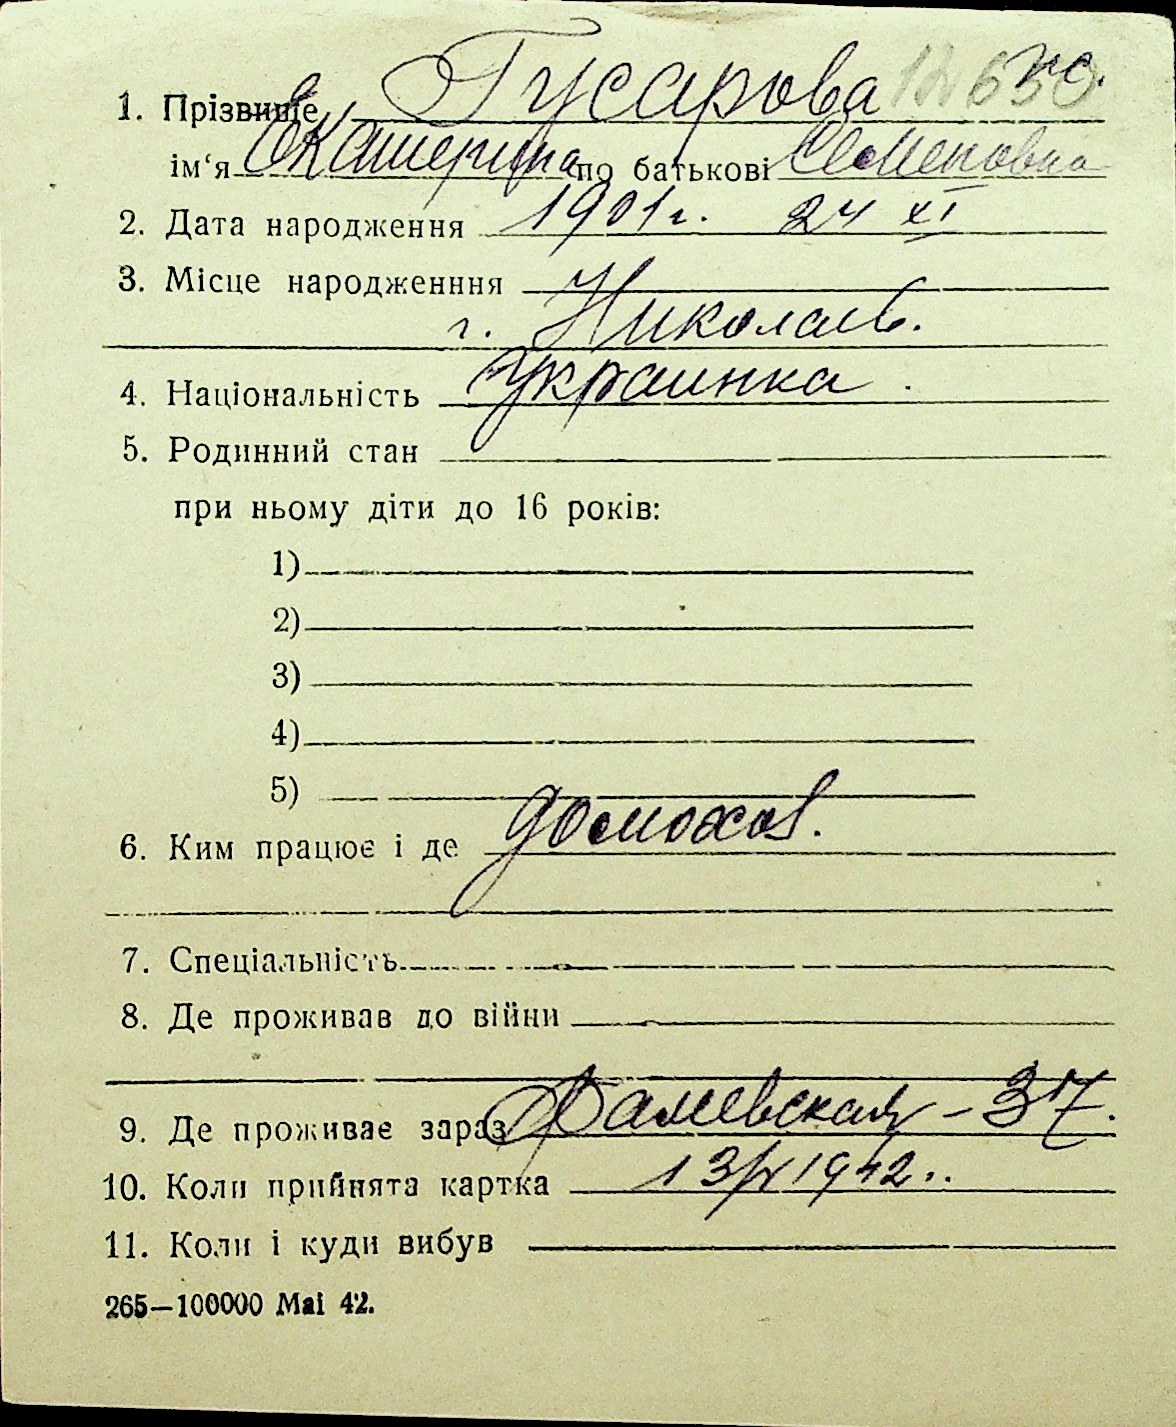 1. Прізвище Гусарова 12650
ім‘я Екатерина по батькові Семеновна
2. Дата народження 1901г. 24 XI
3. Місце народженння
г. Николаев.
4. Національність Украинка.
5. Родинний стан
при ньому діти до 16 років:
1)
2)
3)
4)
5)
6. Ким працює і де домохоз.
7. Спеціальність
8. Де проживав до війни
9. Де проживає зараз Фалеевская - 37.
10. Коли прийнята картка 13/V 1942..
11. Коли і куди вибув
265—100000 Mai 42.